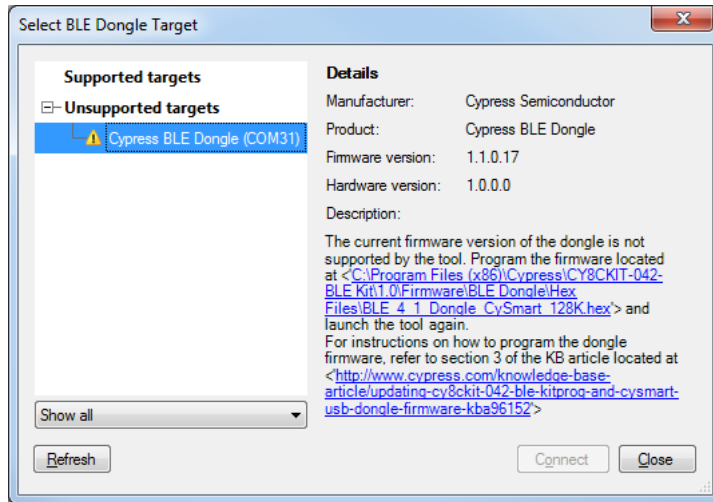 Select BLE Dongle Target
Supported targets
Unsupported targets
Cypress BLE Dongle (COM31)
Show all
Refresh
Details
Manufacturer: Cypress Semiconductor
Product: Cypress BLE Dongle
Firmware version: 1.1.0.17
Hardware version: 1.0.0.0
Description:
The current firmware version of the dongle is not
supported by the tool. Program the firmware located
at <'C:\Program Files (x86)\Cypress\CY8CKIT-042-
BLE Kit\1.0\Firmware\BLE Dongle\Hex
Files\BLE_4_1_Dongle_CySmart_128K.hex'> and
launch the tool again.
For instructions on how to program the dongle
firmware, refer to section 3 of the KB article located at
<'http://www.cypress.com/knowledge-base-
article/updating-cy8ckit-042-ble-kitprog-and-cysmart-
usb-dongle-firmware-kba96152'>
Connect
Close